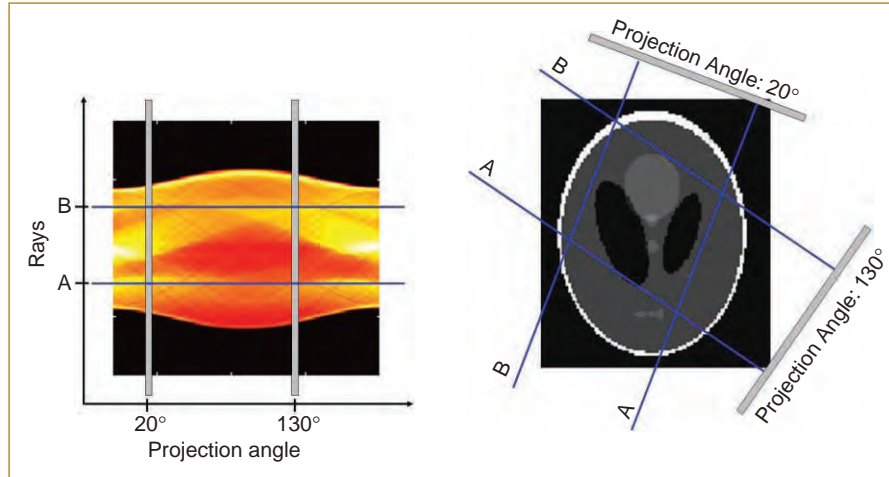 B
A
Rays
20°
130°
Projection angle
Projection Angle: 20°
B
A
Projection Angle: 130°
B
A